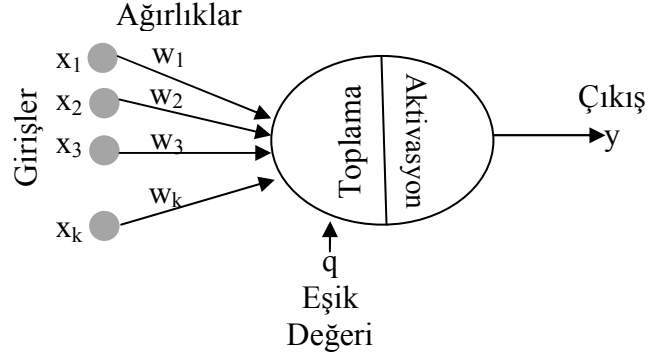 Ağırlıklar
Girişler
x1
w1
x2
w2
x3
w3
xk
wk
Toplama
Aktivasyon
Çıkış
y
q
Eşik
Değeri